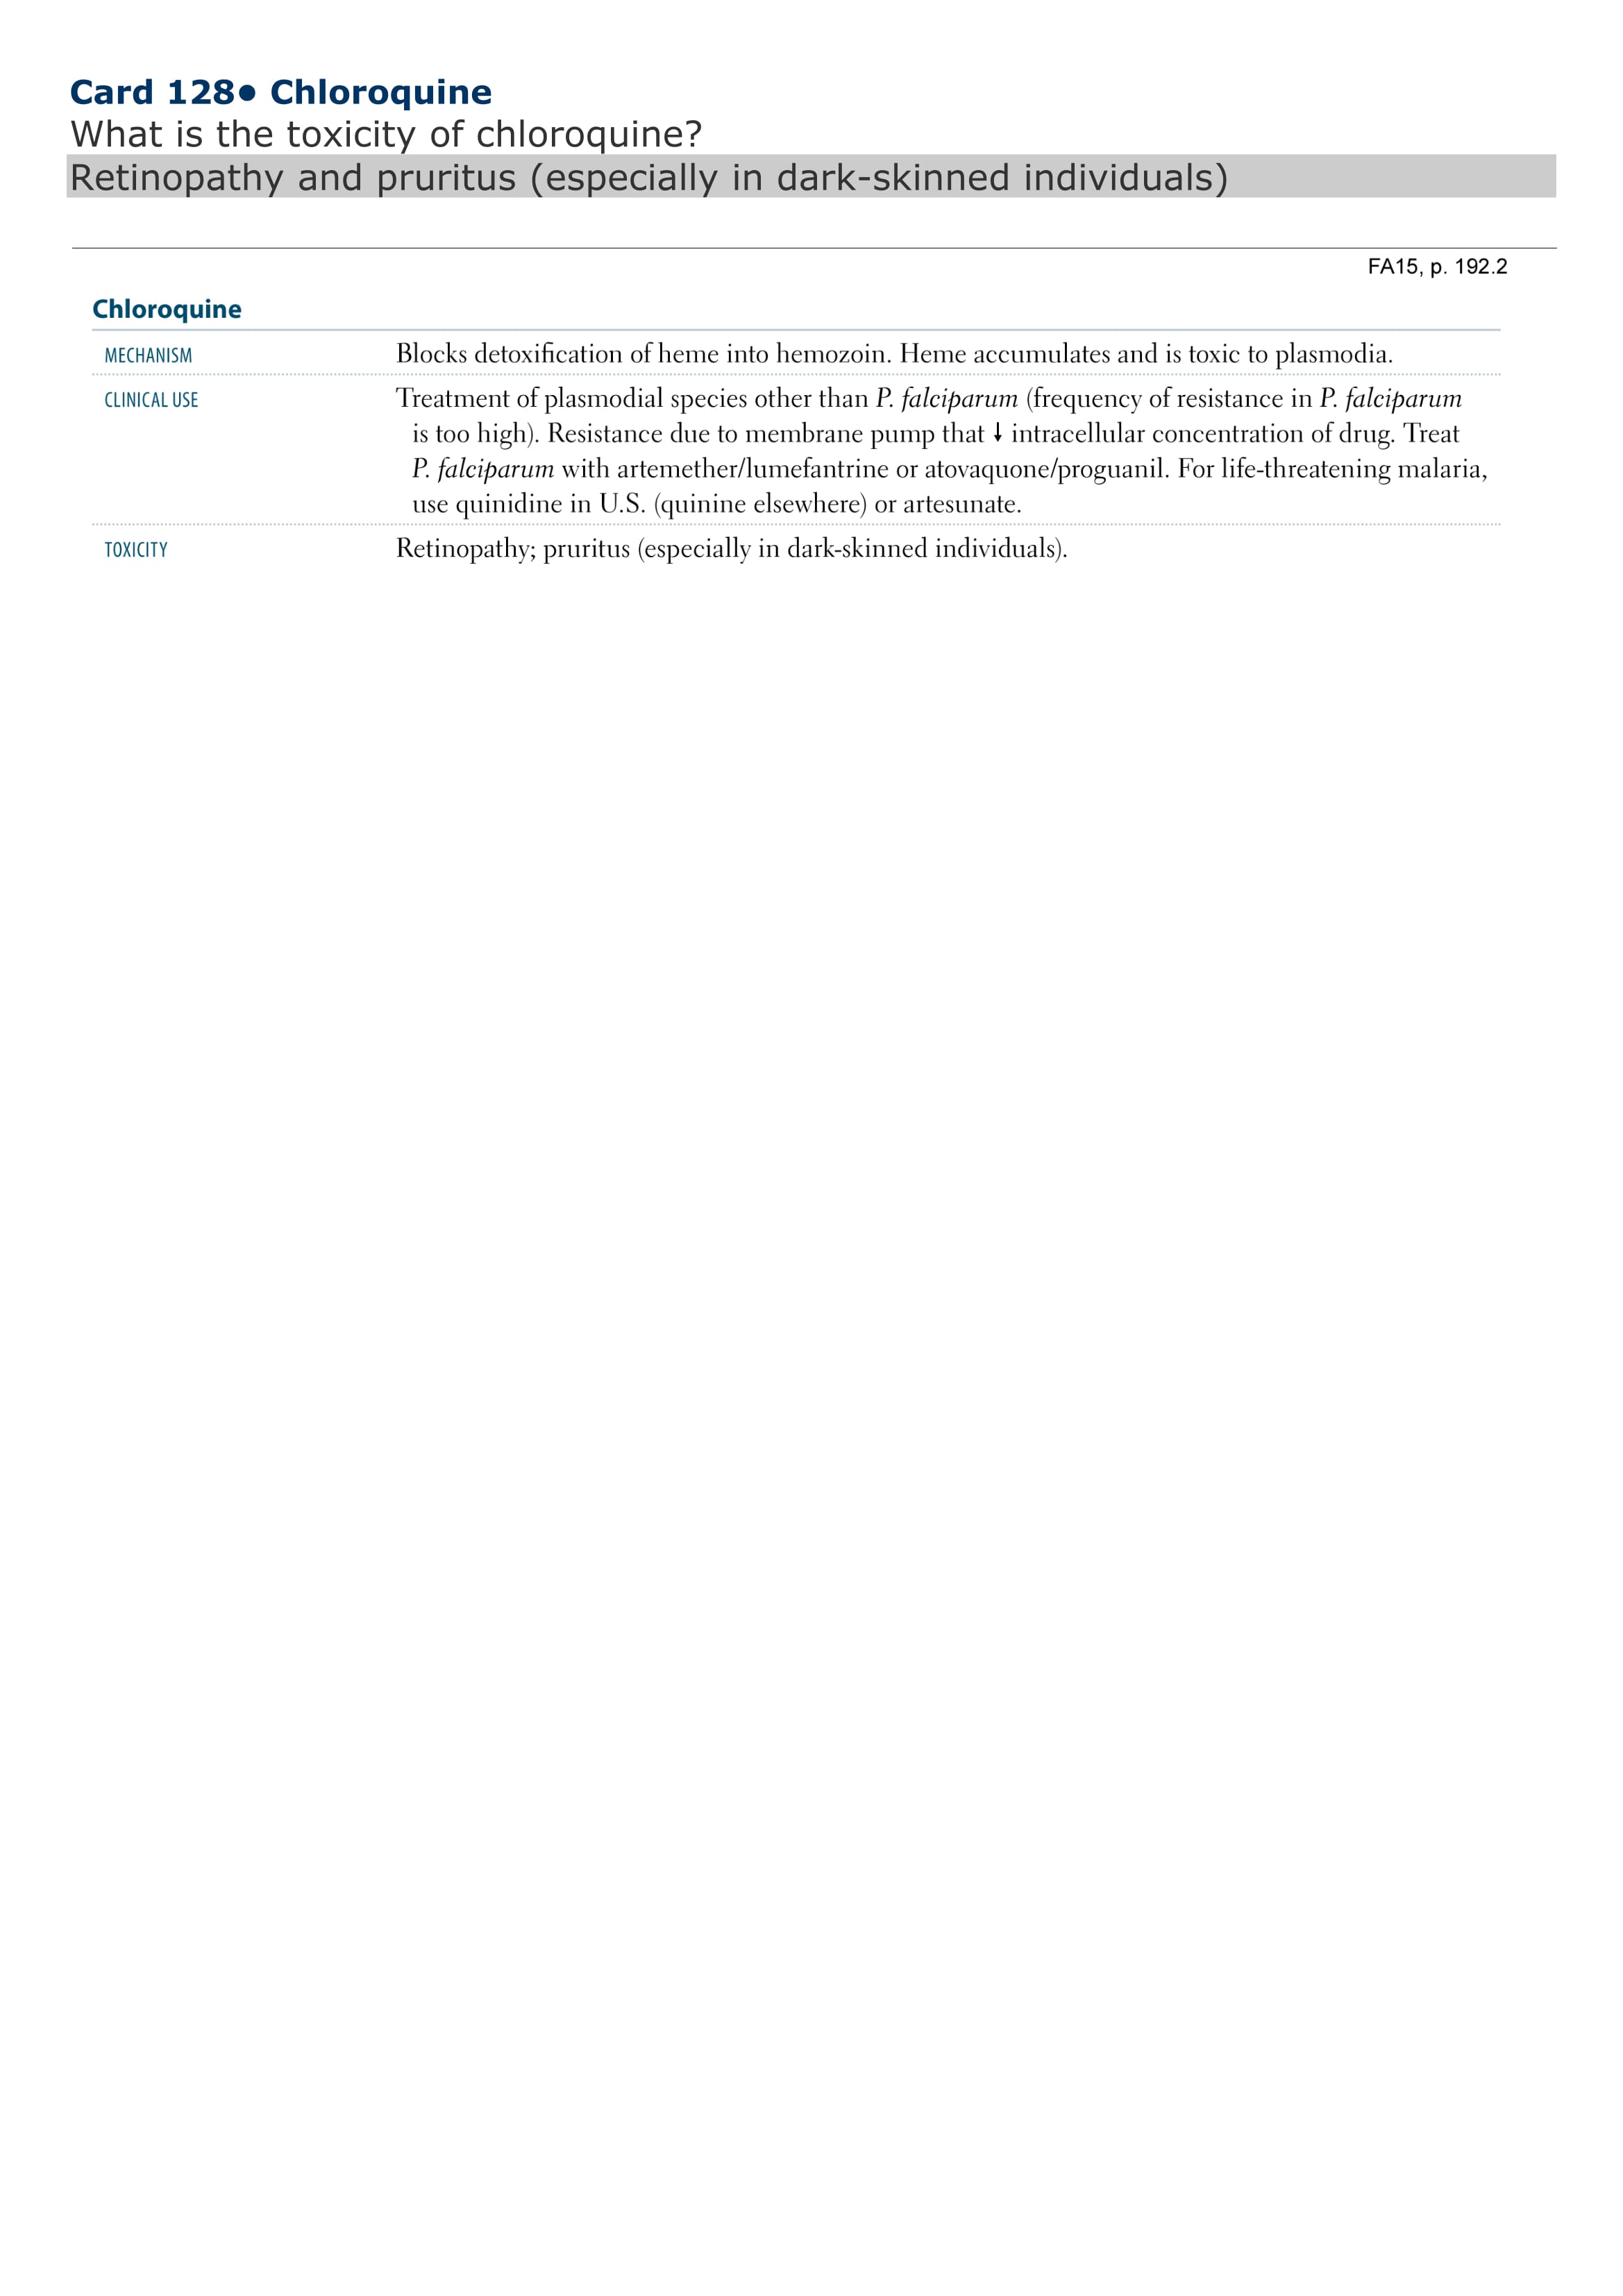 Card 128• Chloroquine
What is the toxicity of chloroquine?
Retinopathy and pruritus (especially in dark-skinned individuals)
FA15, p. 192.2
Chloroquine
MECHANISM Blocks detoxification of heme into hemozoin. Heme accumulates and is toxic to plasmodia.
CLINICAL USE Treatment of plasmodial species other than P. falciparum (frequency of resistance in P. falciparum
is too high). Resistance due to membrane pump that ↓ intracellular concentration of drug. Treat
P. falciparum with artemether/lumefantrine or atovaquone/proguanil. For life-threatening malaria,
use quinidine in U.S. (quinine elsewhere) or artesunate.
TOXICITY Retinopathy; pruritus (especially in dark-skinned individuals).